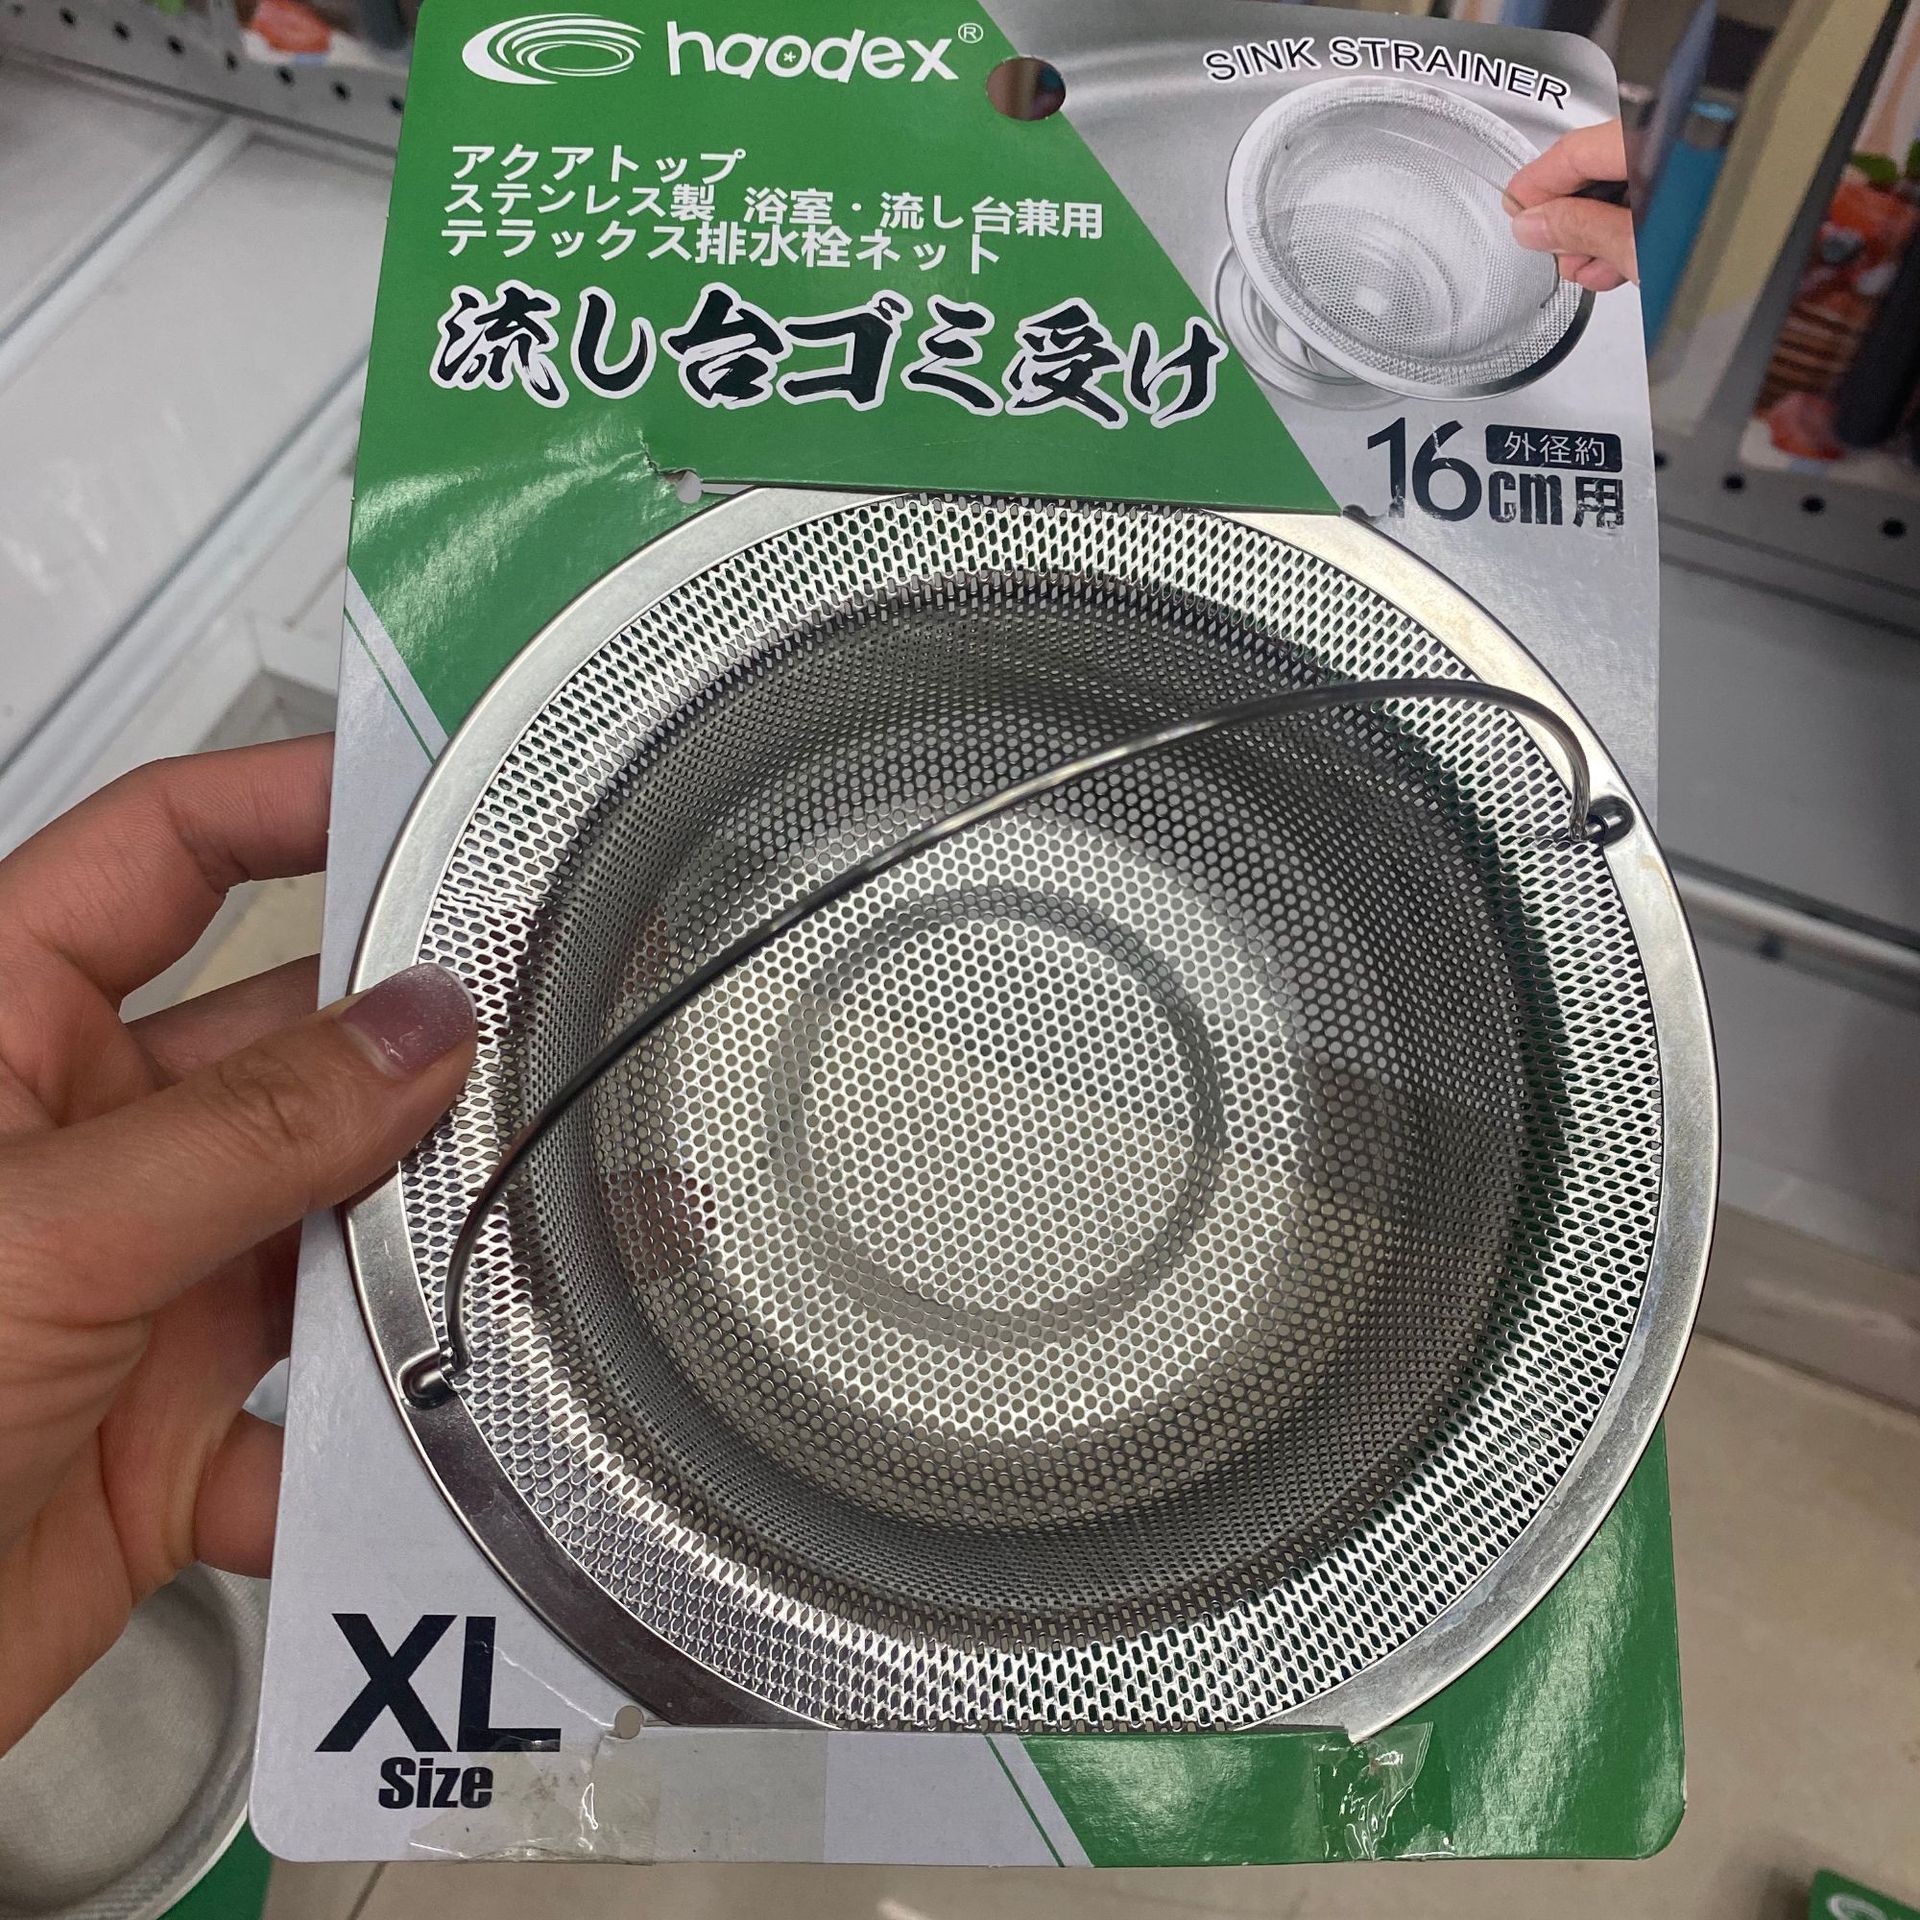 haodex®
SINK STRAINER
アクアトップ
ステンレス製 浴室・流し台兼用
テラックス排水栓ネット
流し台ゴミ受け
16cm用 外径約
XL
Size